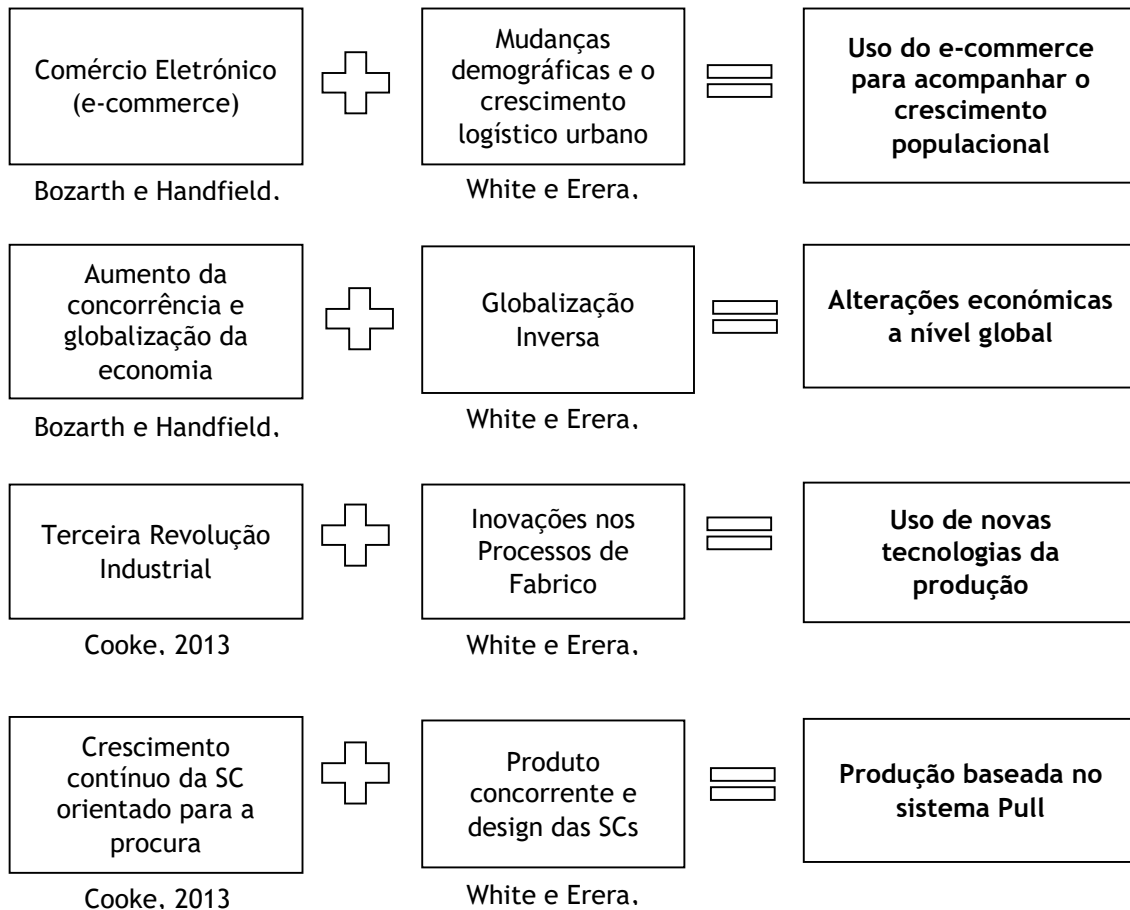 Comércio Eletrónico
(e-commerce)
Bozarth e Handfield,
Mudanças
demográficas e o
crescimento
logístico urbano
White e Erera,
Uso do e-commerce
para acompanhar o
crescimento
populacional
Aumento da
concorrência e
globalização da
economia
Bozarth e Handfield,
Globalização
Inversa
White e Erera,
Alterações económicas
a nível global
Terceira Revolução
Industrial
Cooke, 2013
Inovações nos
Processos de
Fabrico
White e Erera,
Uso de novas
tecnologias da
produção
Crescimento
contínuo da SC
orientado para a
procura
Cooke, 2013
Produto
concorrente e
design das SCs
White e Erera,
Produção baseada no
sistema Pull